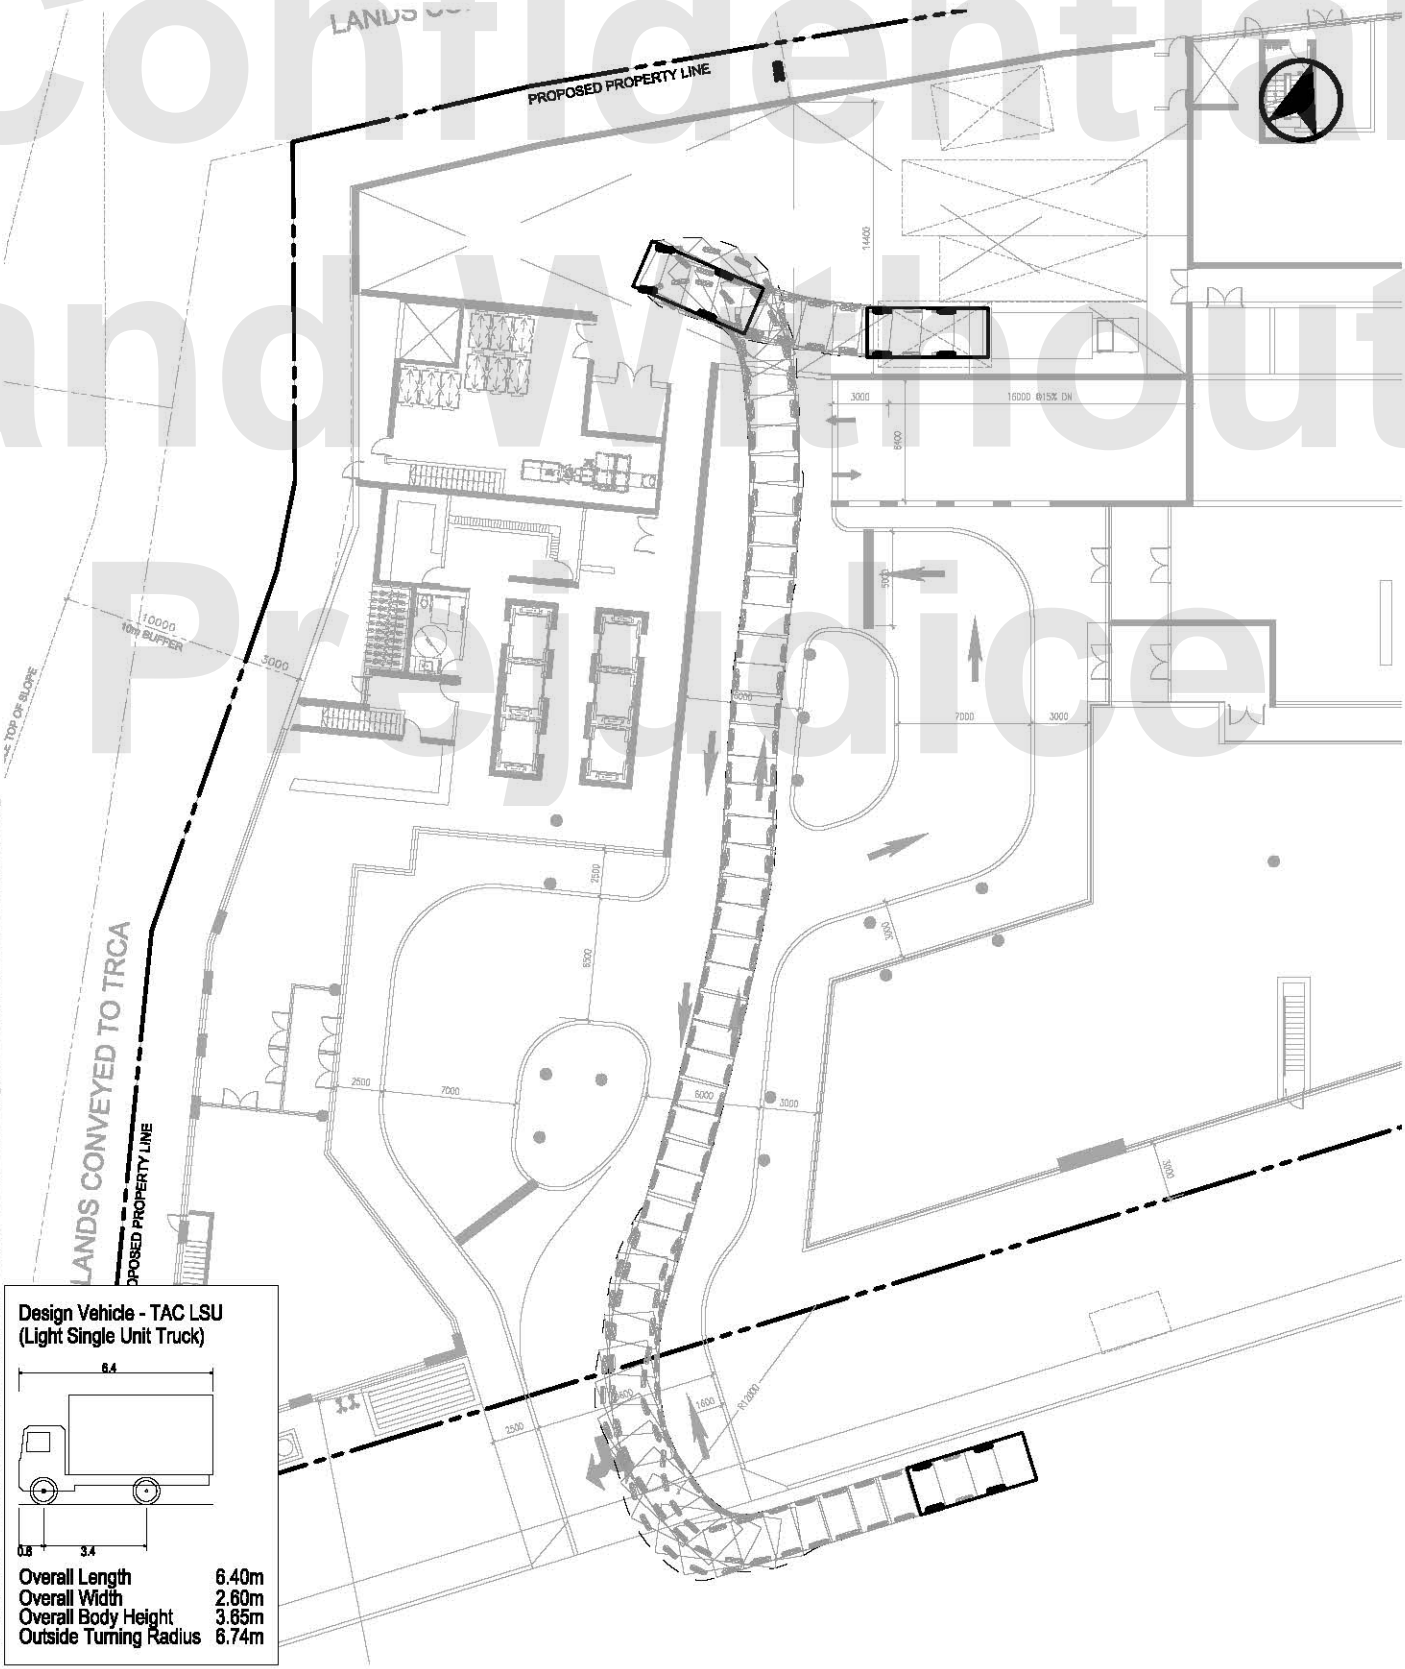 Confidential
and Without
Prejudice
PROPOSED PROPERTY LINE
14400
3000
16000 @15% DN
6400
10000
10m BUFFER
3000
TOP OF SLOPE
6000
7000
3000
2500
6500
3000
LANDS CONVEYED TO TRCA
2500
7000
6000
3000
3000
PROPERTY LINE
2500
1600
R12000
Design Vehicle - TAC LSU
(Light Single Unit Truck)
6.4
0.8
3.4
Overall Length 6.40m
Overall Width 2.60m
Overall Body Height 3.65m
Outside Turning Radius 6.74m